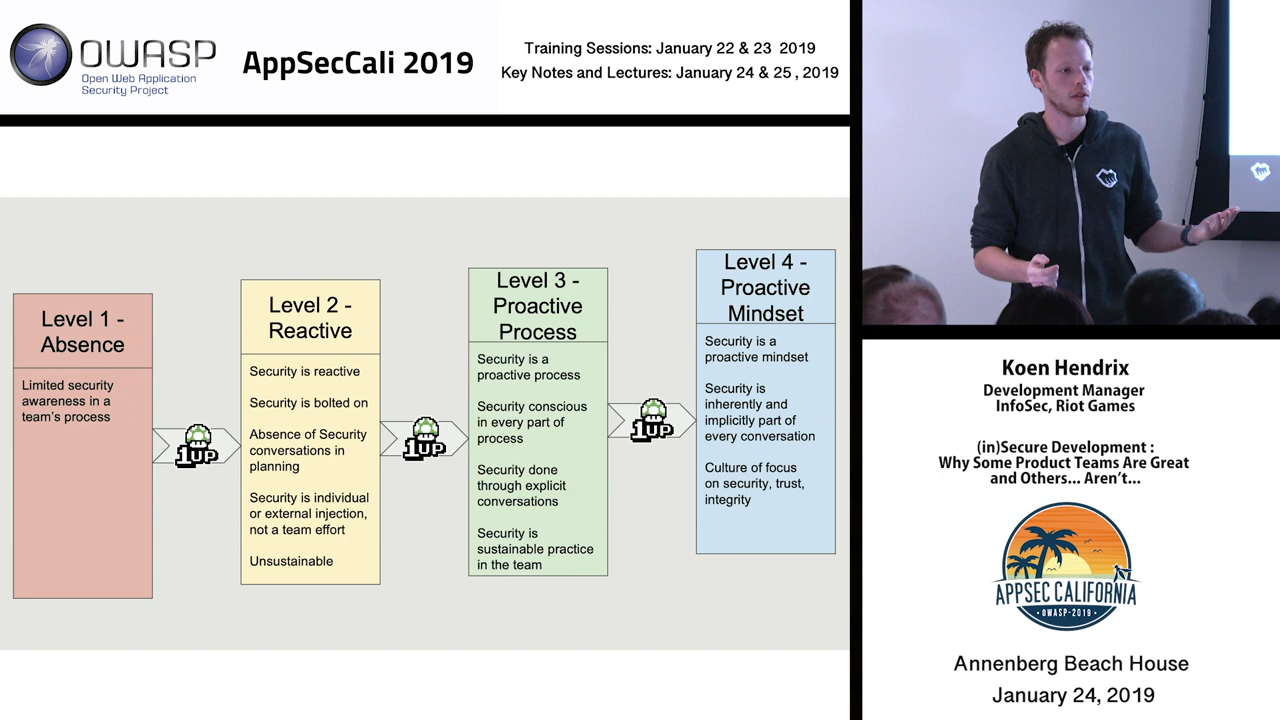 OWASP
Open Web Application
Security Project
AppSecCali 2019
Training Sessions: January 22 & 23 2019
Key Notes and Lectures: January 24 & 25 , 2019
Level 1 -
Absence
Limited security
awareness in a
team's process
1UP
Level 2 -
Reactive
Security is reactive
Security is bolted on
Absence of Security
conversations in
planning
Security is individual
or external injection,
not a team effort
Unsustainable
1UP
Level 3 -
Proactive
Process
Security is a
proactive process
Security conscious
in every part of
process
Security done
through explicit
conversations
Security is
sustainable practice
in the team
1UP
Level 4 -
Proactive
Mindset
Security is a
proactive mindset
Security is
inherently and
implicitly part of
every conversation
Culture of focus
on security, trust,
integrity
Koen Hendrix
Development Manager
InfoSec, Riot Games
(in)Secure Development :
Why Some Product Teams Are Great
and Others... Aren't...
APPSEC CALIFORNIA
OWASP-2019
Annenberg Beach House
January 24, 2019